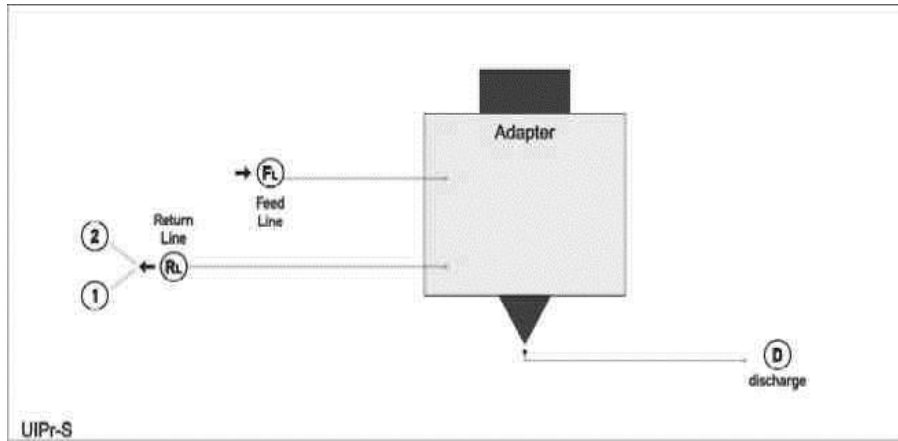 Adapter
FL
Feed
Line
Return
Line
2
RL
1
D
discharge
UIPr-S